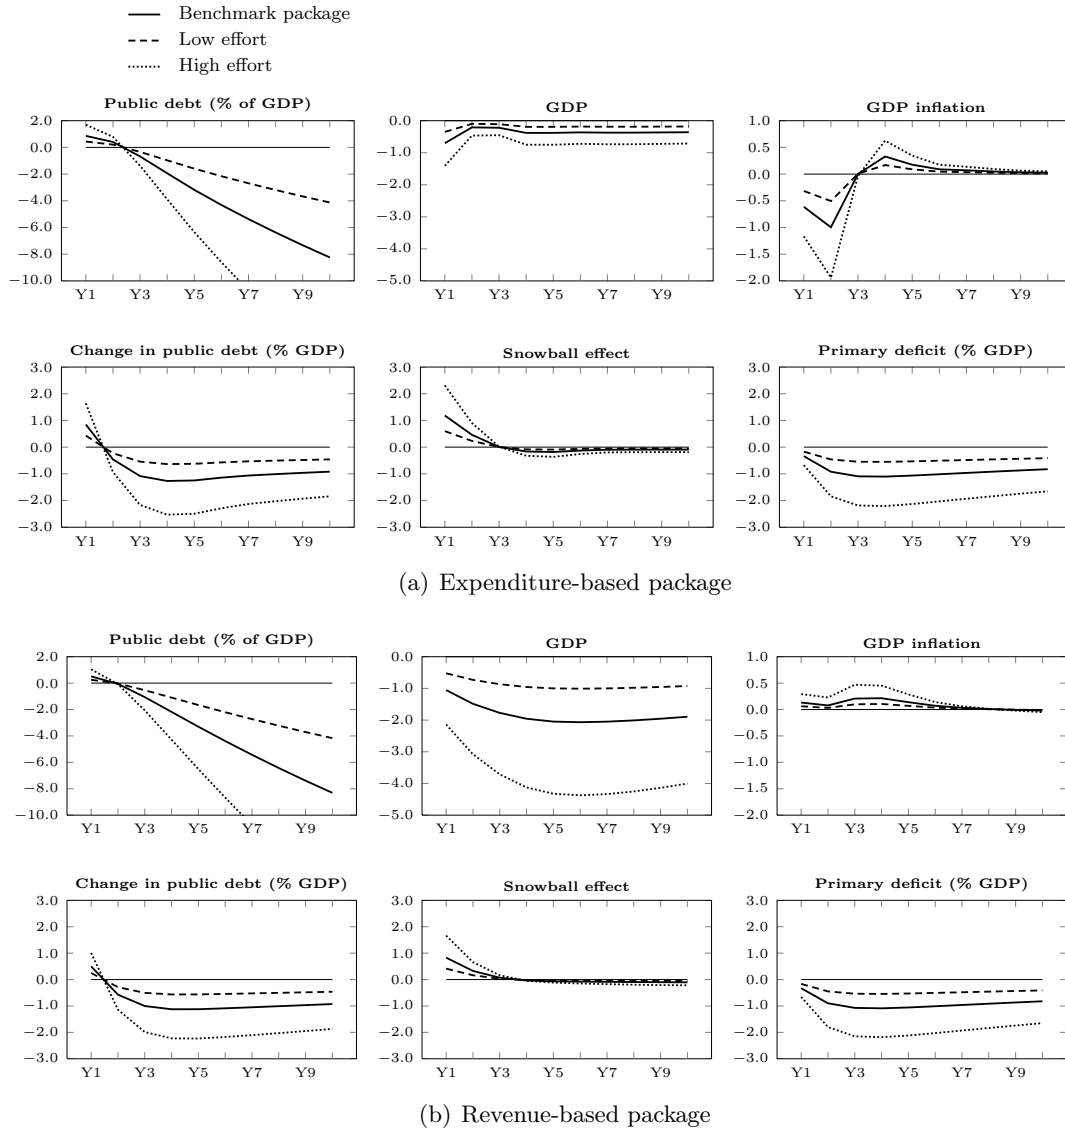 Benchmark package
Low effort
High effort
Public debt (% of GDP)
2.0
0.0
−2.0
−4.0
−6.0
−8.0
−10.0
Y1 Y3 Y5 Y7 Y9
GDP
0.0
−1.0
−2.0
−3.0
−4.0
−5.0
Y1 Y3 Y5 Y7 Y9
GDP inflation
1.0
0.5
0.0
−0.5
−1.0
−1.5
−2.0
Y1 Y3 Y5 Y7 Y9
Change in public debt (% GDP)
3.0
2.0
1.0
0.0
−1.0
−2.0
−3.0
Y1 Y3 Y5 Y7 Y9
Snowball effect
3.0
2.0
1.0
0.0
−1.0
−2.0
−3.0
Y1 Y3 Y5 Y7 Y9
Primary deficit (% GDP)
3.0
2.0
1.0
0.0
−1.0
−2.0
−3.0
Y1 Y3 Y5 Y7 Y9
(a) Expenditure-based package
Public debt (% of GDP)
2.0
0.0
−2.0
−4.0
−6.0
−8.0
−10.0
Y1 Y3 Y5 Y7 Y9
GDP
0.0
−1.0
−2.0
−3.0
−4.0
−5.0
Y1 Y3 Y5 Y7 Y9
GDP inflation
1.0
0.5
0.0
−0.5
−1.0
−1.5
−2.0
Y1 Y3 Y5 Y7 Y9
Change in public debt (% GDP)
3.0
2.0
1.0
0.0
−1.0
−2.0
−3.0
Y1 Y3 Y5 Y7 Y9
Snowball effect
3.0
2.0
1.0
0.0
−1.0
−2.0
−3.0
Y1 Y3 Y5 Y7 Y9
Primary deficit (% GDP)
3.0
2.0
1.0
0.0
−1.0
−2.0
−3.0
Y1 Y3 Y5 Y7 Y9
(b) Revenue-based package